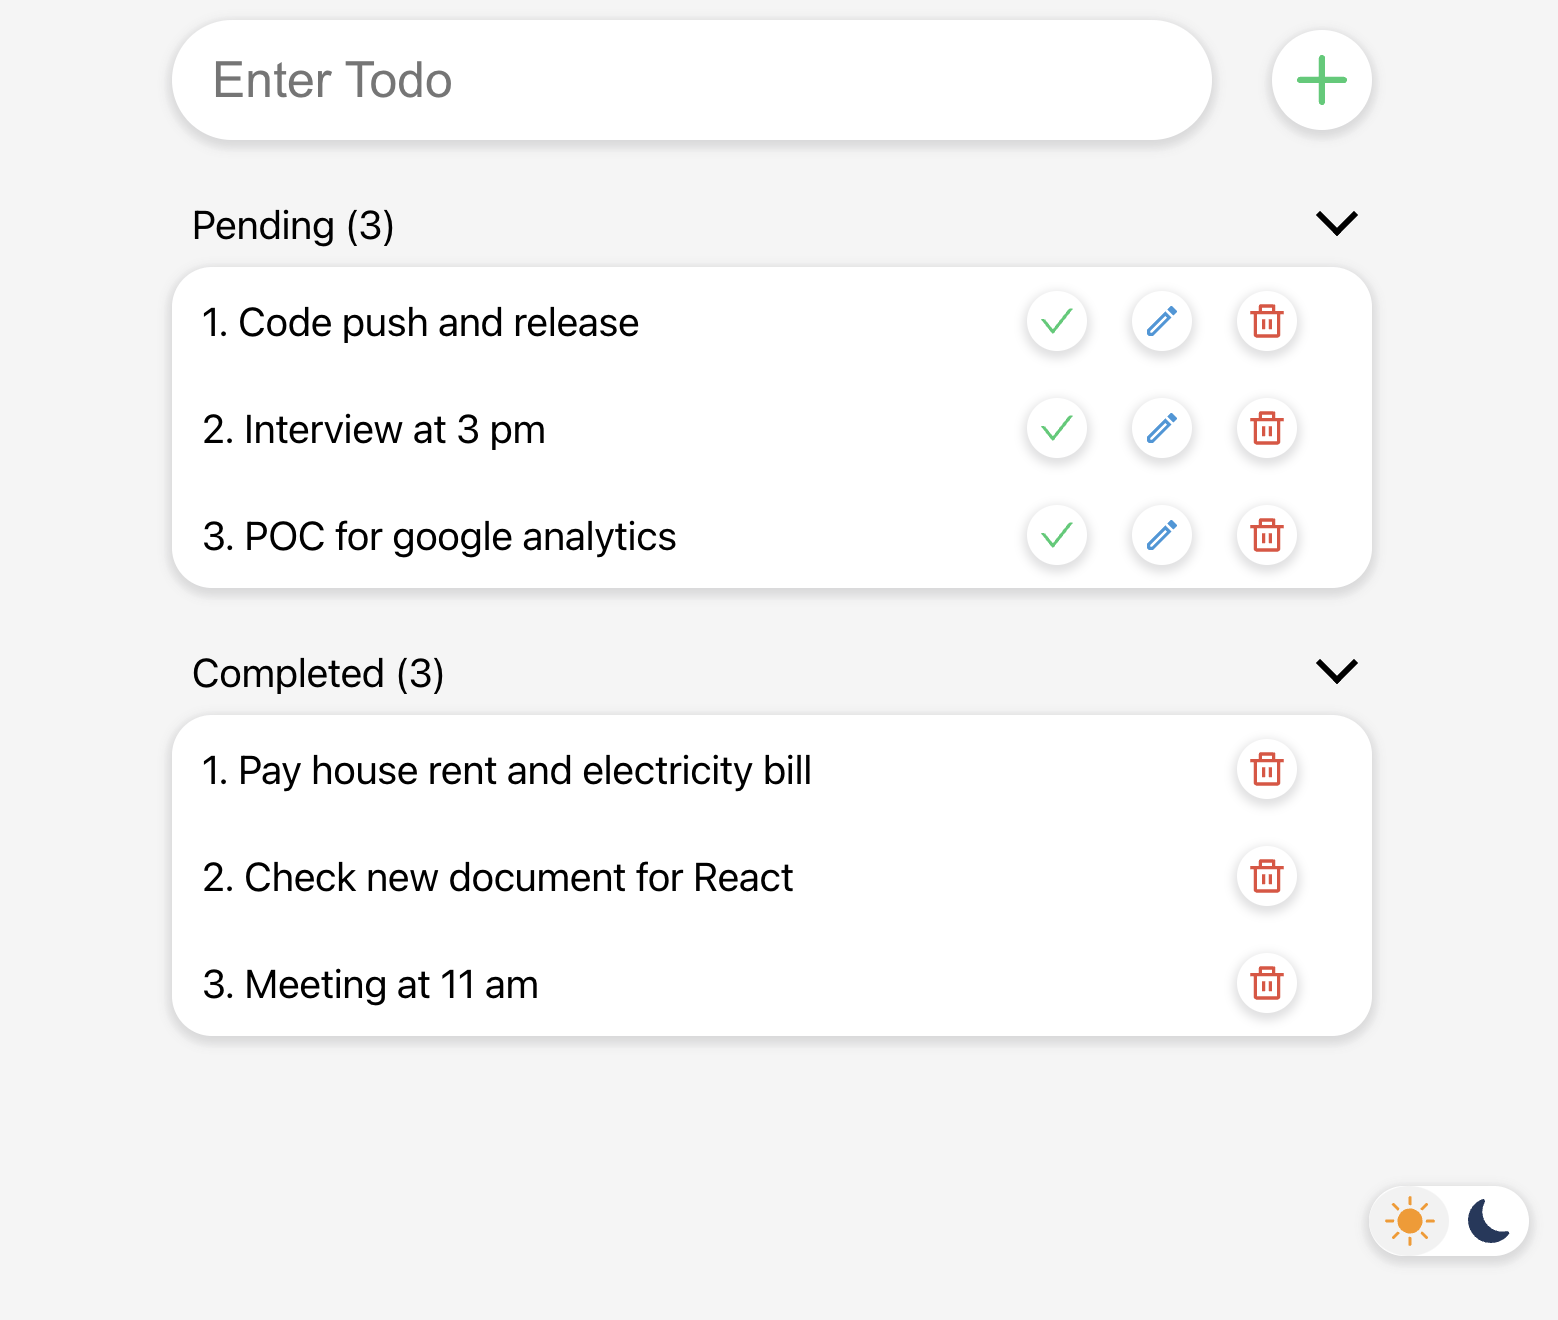 Enter Todo
Pending (3)
1. Code push and release
2. Interview at 3 pm
3. POC for google analytics
Completed (3)
1. Pay house rent and electricity bill
2. Check new document for React
3. Meeting at 11 am